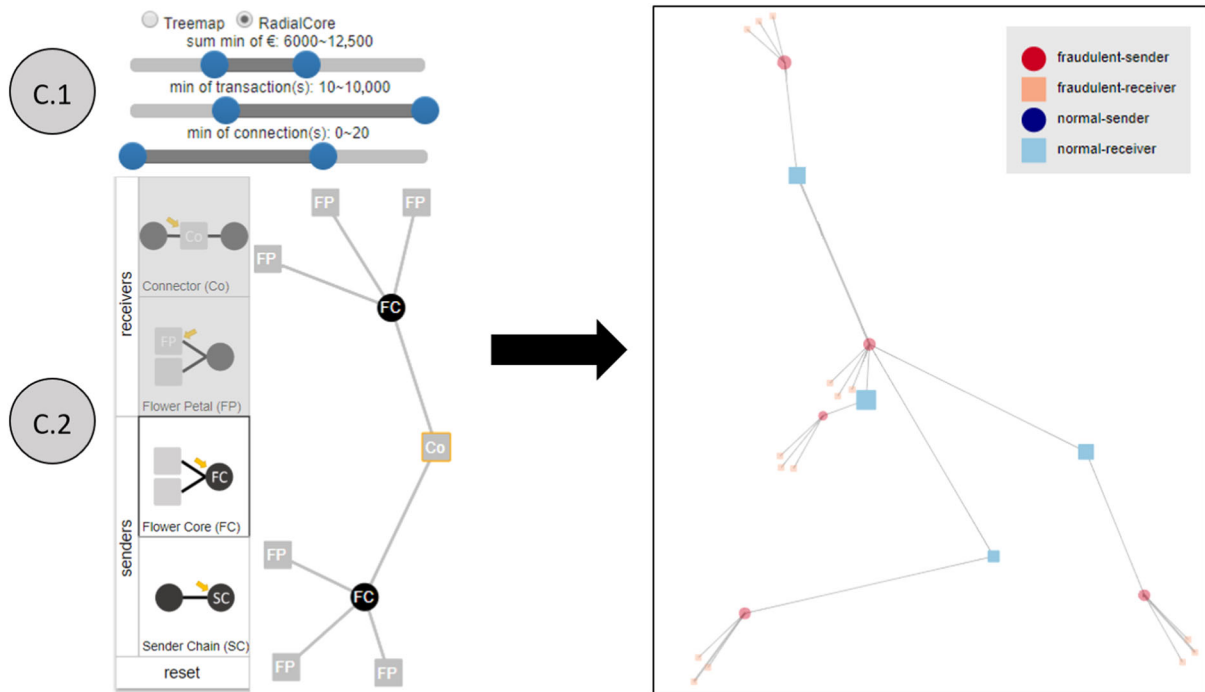 Treemap RadialCore
sum min of €: 6000~12,500
C.1
min of transaction(s): 10~10,000
min of connection(s): 0~20
C.2
receivers
Co
Connector (Co)
FP
Flower Petal (FP)
senders
FC
Flower Core (FC)
SC
Sender Chain (SC)
reset
FP
FP
FP
FC
Co
FP
FC
FP
FP
fraudulent-sender
fraudulent-receiver
normal-sender
normal-receiver